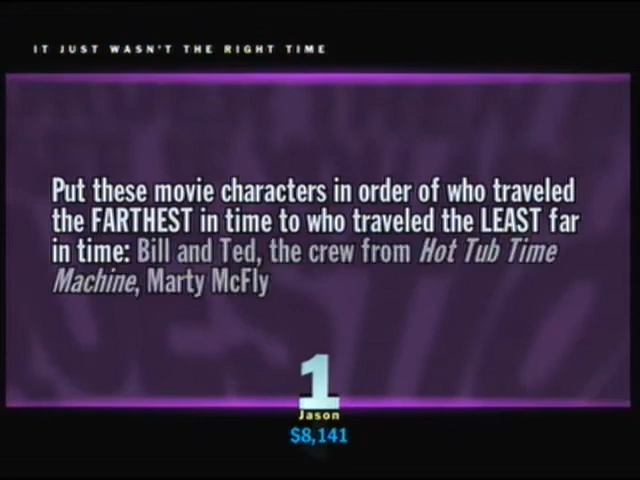 IT JUST WASN'T THE RIGHT TIME
Put these movie characters in order of who traveled
the FARTHEST in time to who traveled the LEAST far
in time: Bill and Ted, the crew from Hot Tub Time
Machine, Marty McFly
1
Jason
$8,141